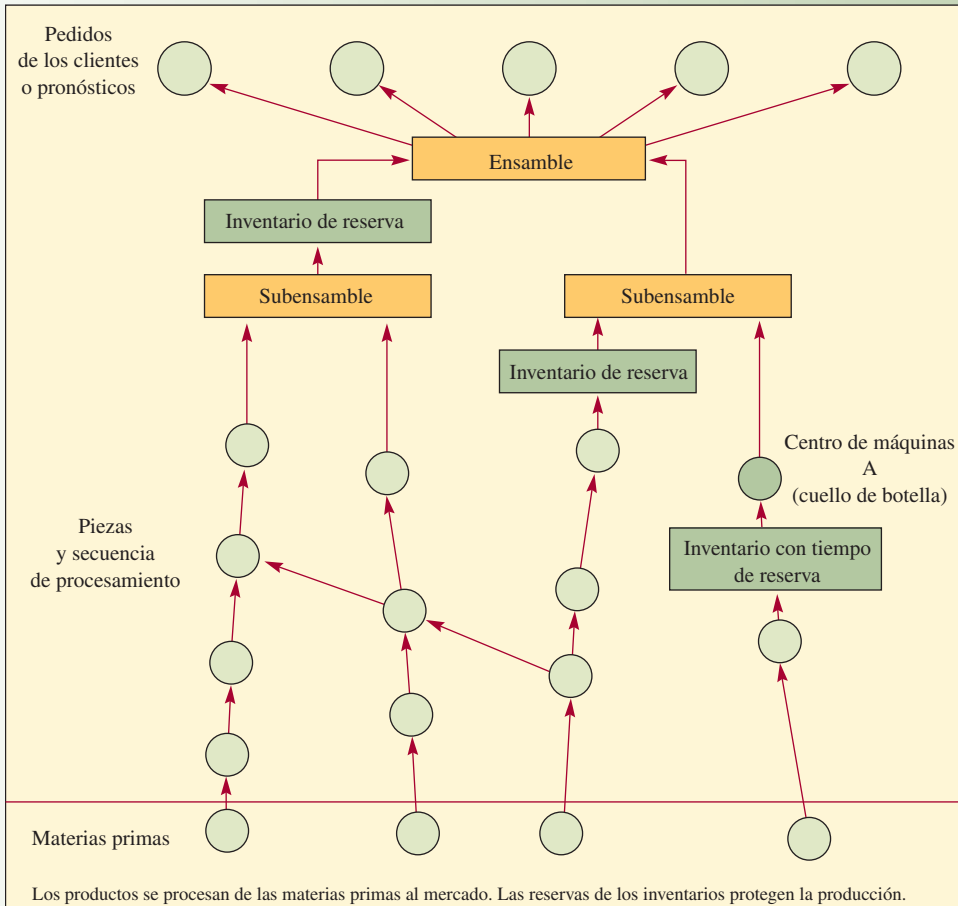 Pedidos
de los clientes
o pronósticos
Ensamble
Inventario de reserva
Subensamble
Subensamble
Inventario de reserva
Centro de máquinas
A
(cuello de botella)
Piezas
y secuencia
de procesamiento
Inventario con tiempo
de reserva
Materias primas
Los productos se procesan de las materias primas al mercado. Las reservas de los inventarios protegen la producción.